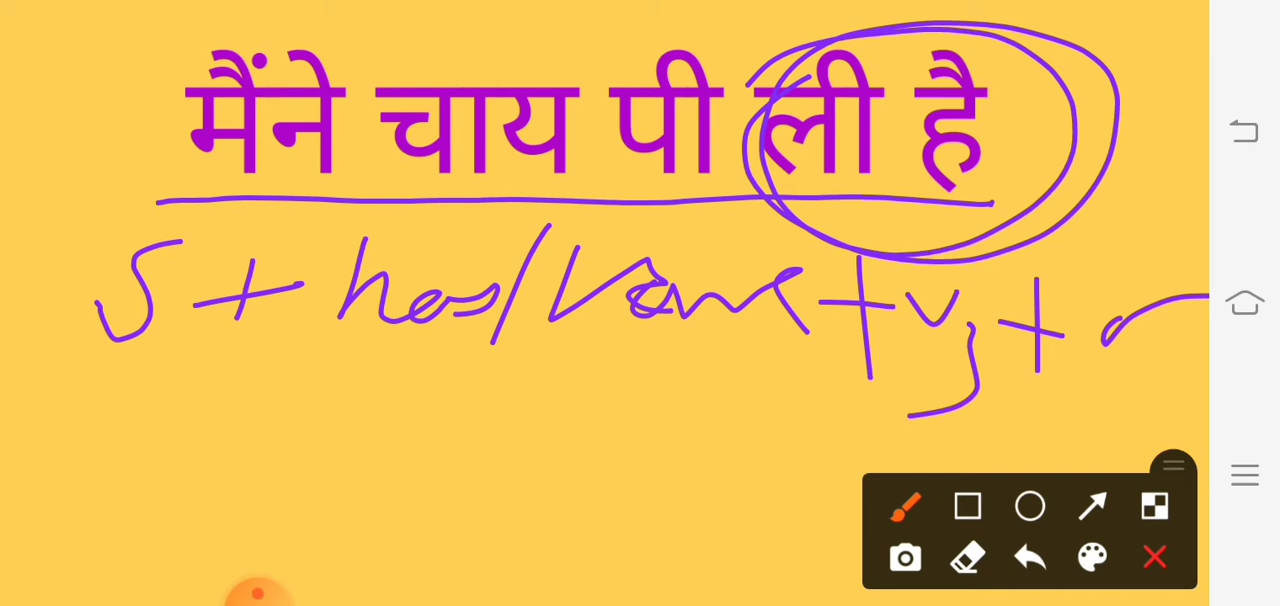 मैंने चाय पी ली है
S + has/have + V3 +